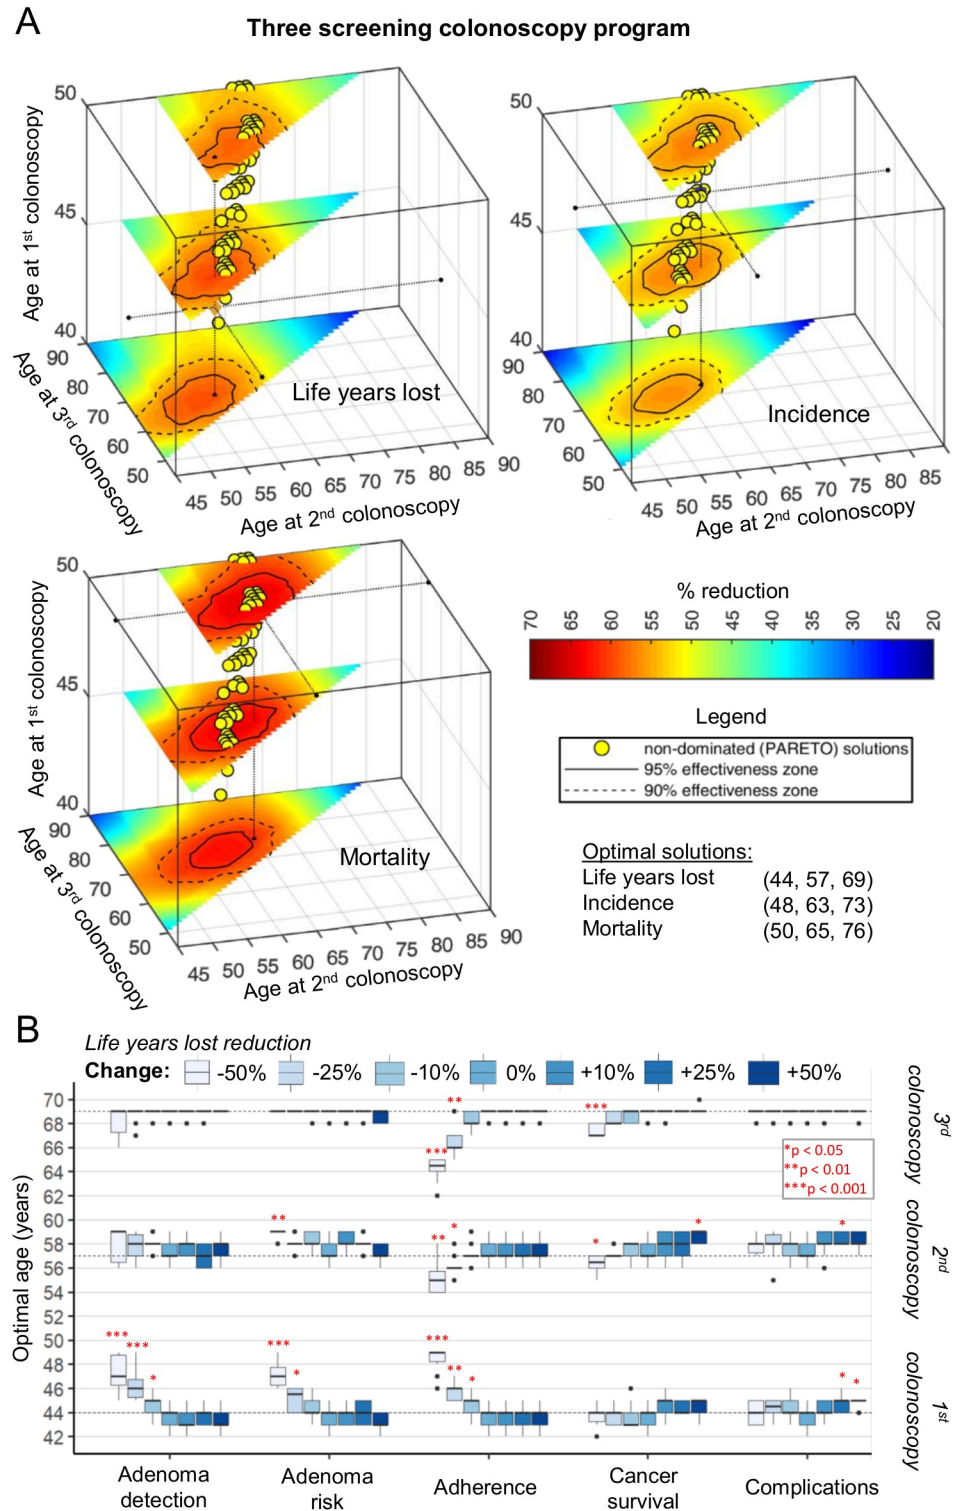 A
Three screening colonoscopy program
50
45
40
Age at 1st colonoscopy
90
80
70
60
50
Age at 3rd colonoscopy
45 50 55 60 65 70 75 80 85 90
Age at 2nd colonoscopy
Life years lost
50
45
40
90
80
70
60
50
45 50 55 60 65 70 75 80 85 90
Age at 2nd colonoscopy
Incidence
50
45
40
Age at 1st colonoscopy
90
80
70
60
50
Age at 3rd colonoscopy
45 50 55 60 65 70 75 80 85 90
Age at 2nd colonoscopy
Mortality
% reduction
70 65 60 55 50 45 40 35 30 25 20
Legend
non-dominated (PARETO) solutions
95% effectiveness zone
90% effectiveness zone
Optimal solutions:
Life years lost (44, 57, 69)
Incidence (48, 63, 73)
Mortality (50, 65, 76)
B
Life years lost reduction
Change: -50% -25% -10% 0% +10% +25% +50%
Optimal age (years)
70
68
66
64
62
60
58
56
54
52
50
48
46
44
42
** ***
***
*p < 0.05
**p < 0.01
***p < 0.001
** ** * * * *
*** *** * *** * *** ** * * *
3rd colonoscopy
2nd colonoscopy
1st colonoscopy
Adenoma detection
Adenoma risk
Adherence
Cancer survival
Complications